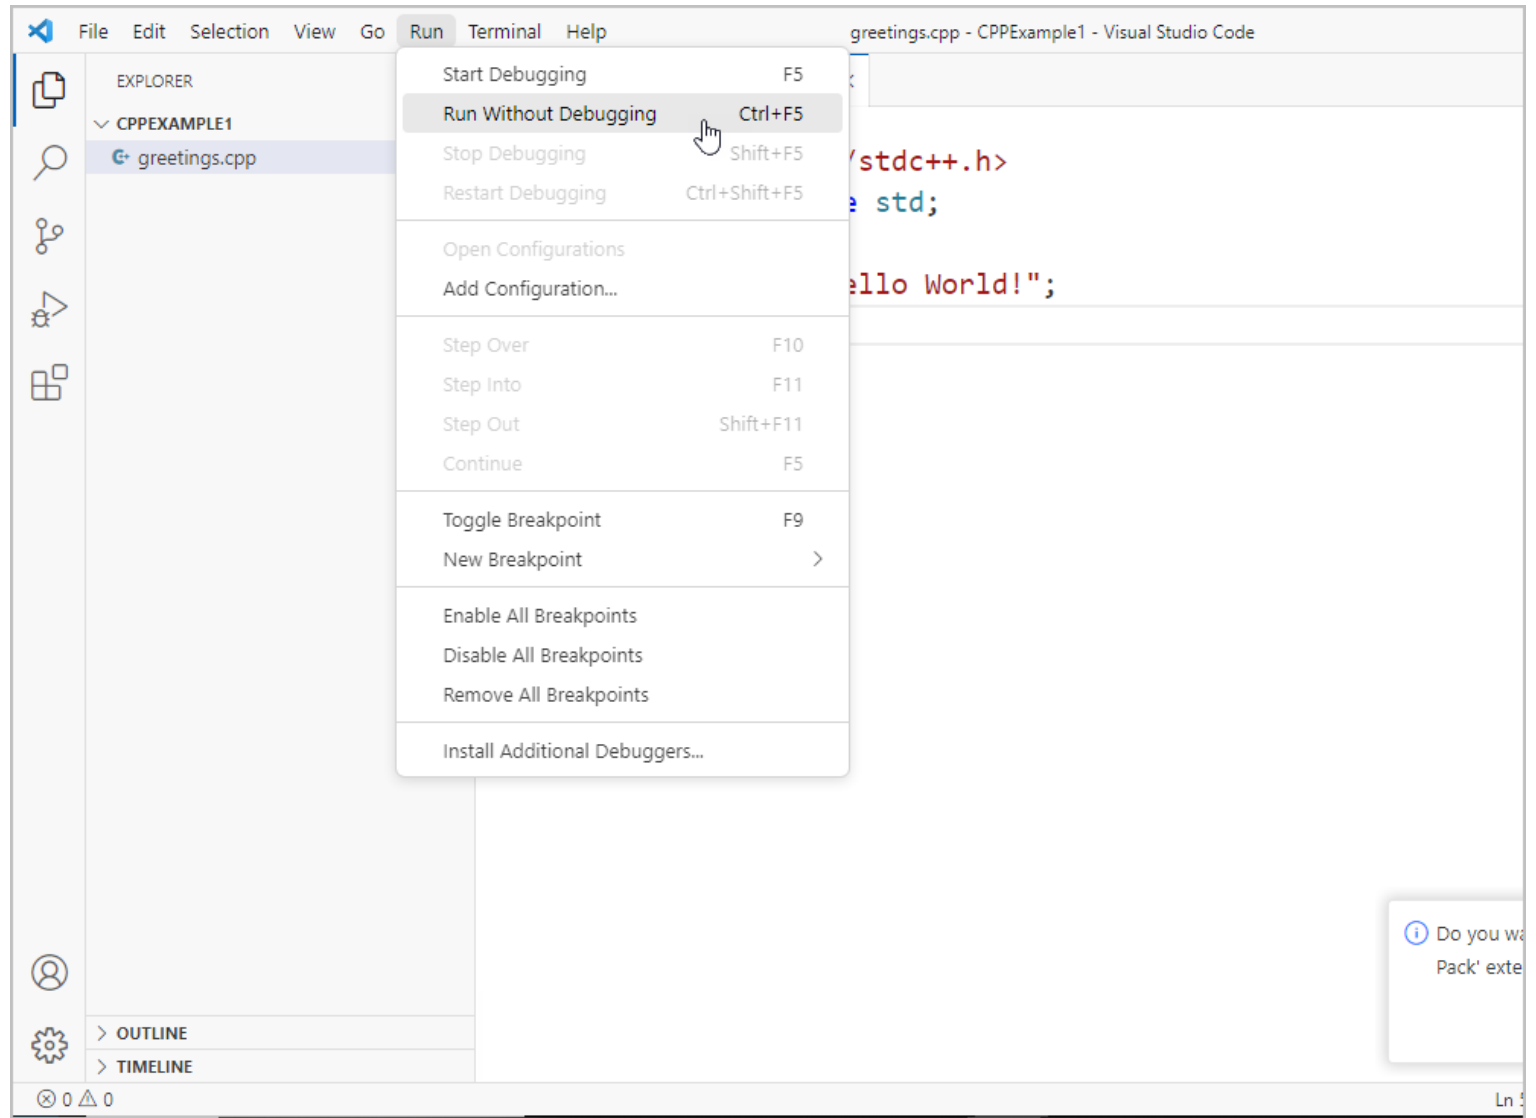 File Edit Selection View Go Run Terminal Help greetings.cpp - CPPExample1 - Visual Studio Code
EXPLORER
CPPEXAMPLE1
greetings.cpp
Start Debugging F5
Run Without Debugging Ctrl+F5
Stop Debugging Shift+F5
Restart Debugging Ctrl+Shift+F5
Open Configurations
Add Configuration...
Step Over F10
Step Into F11
Step Out Shift+F11
Continue F5
Toggle Breakpoint F9
New Breakpoint
Enable All Breakpoints
Disable All Breakpoints
Remove All Breakpoints
Install Additional Debuggers...
/stdc++.h>
std;
ello World!";
Do you
Pack'
OUTLINE
TIMELINE
0 0
Ln